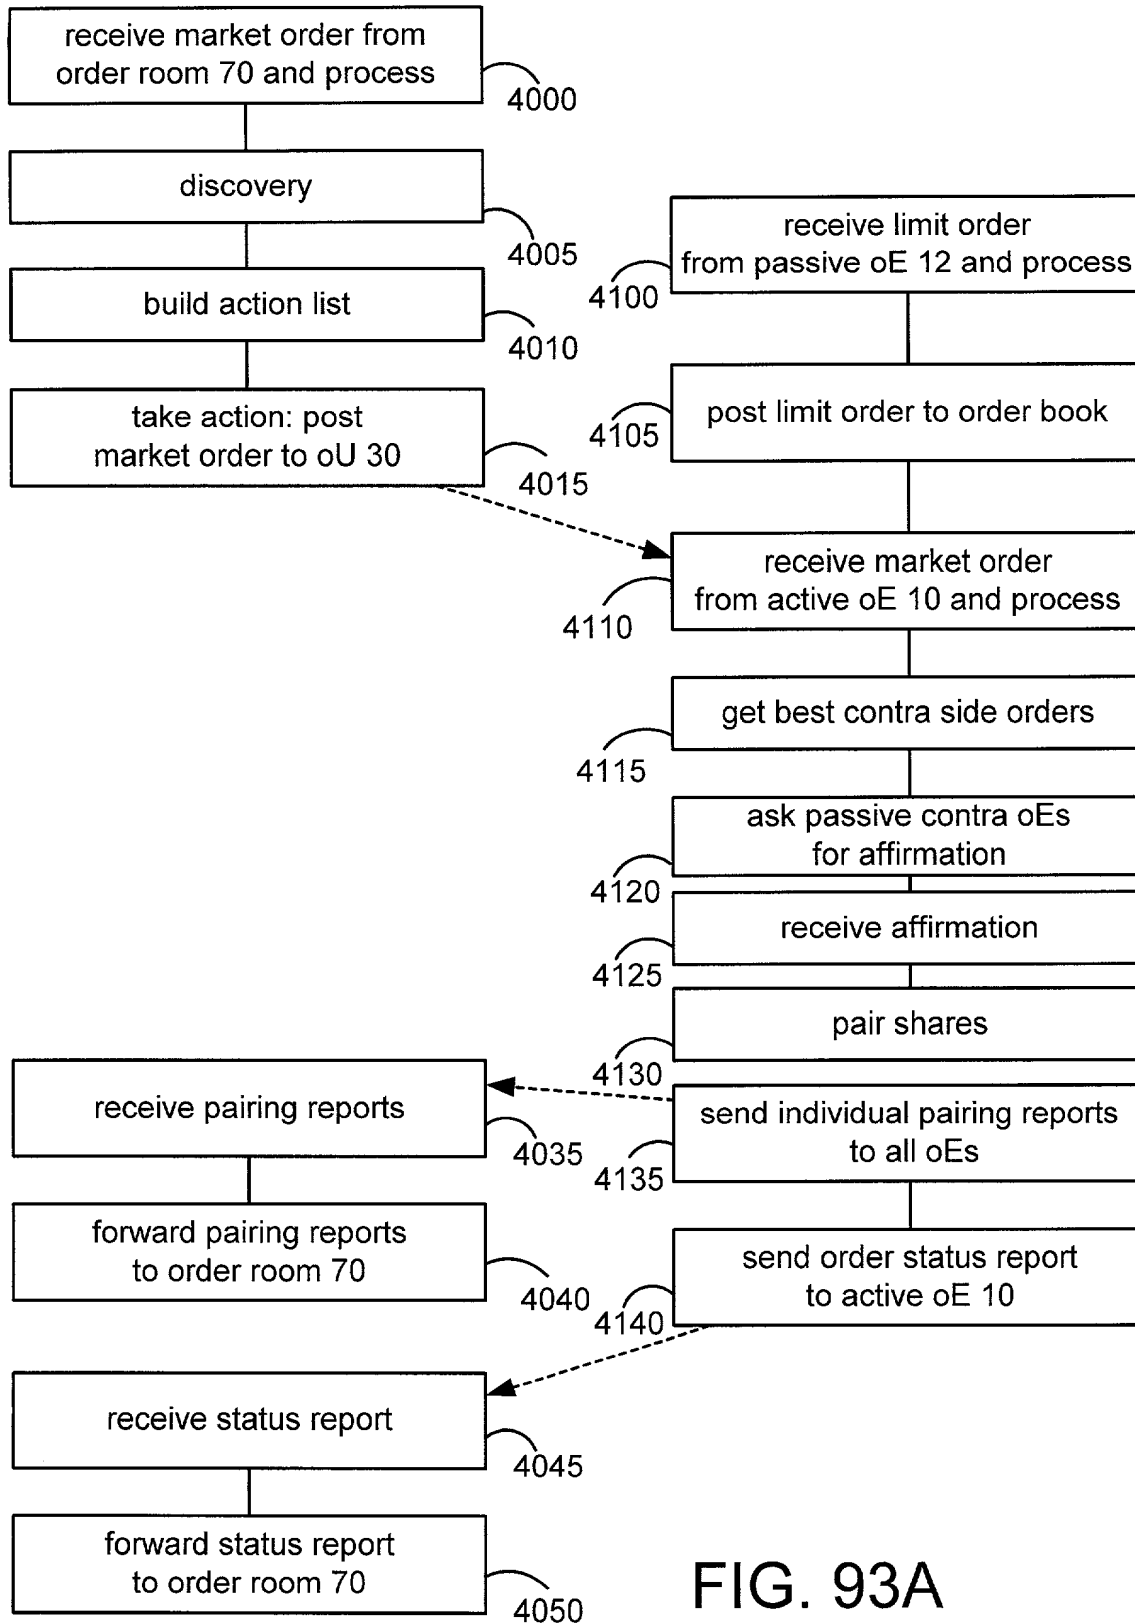 receive market order from
order room 70 and process
4000
discovery
4005
build action list
4010
take action: post
market order to oU 30
4015
receive limit order
from passive oE 12 and process
4100
post limit order to order book
4105
receive market order
from active oE 10 and process
4110
get best contra side orders
4115
ask passive contra oEs
for affirmation
4120
receive affirmation
4125
pair shares
4130
send individual pairing reports
to all oEs
4135
receive pairing reports
4035
forward pairing reports
to order room 70
4040
send order status report
to active oE 10
4140
receive status report
4045
forward status report
to order room 70
4050
FIG. 93A